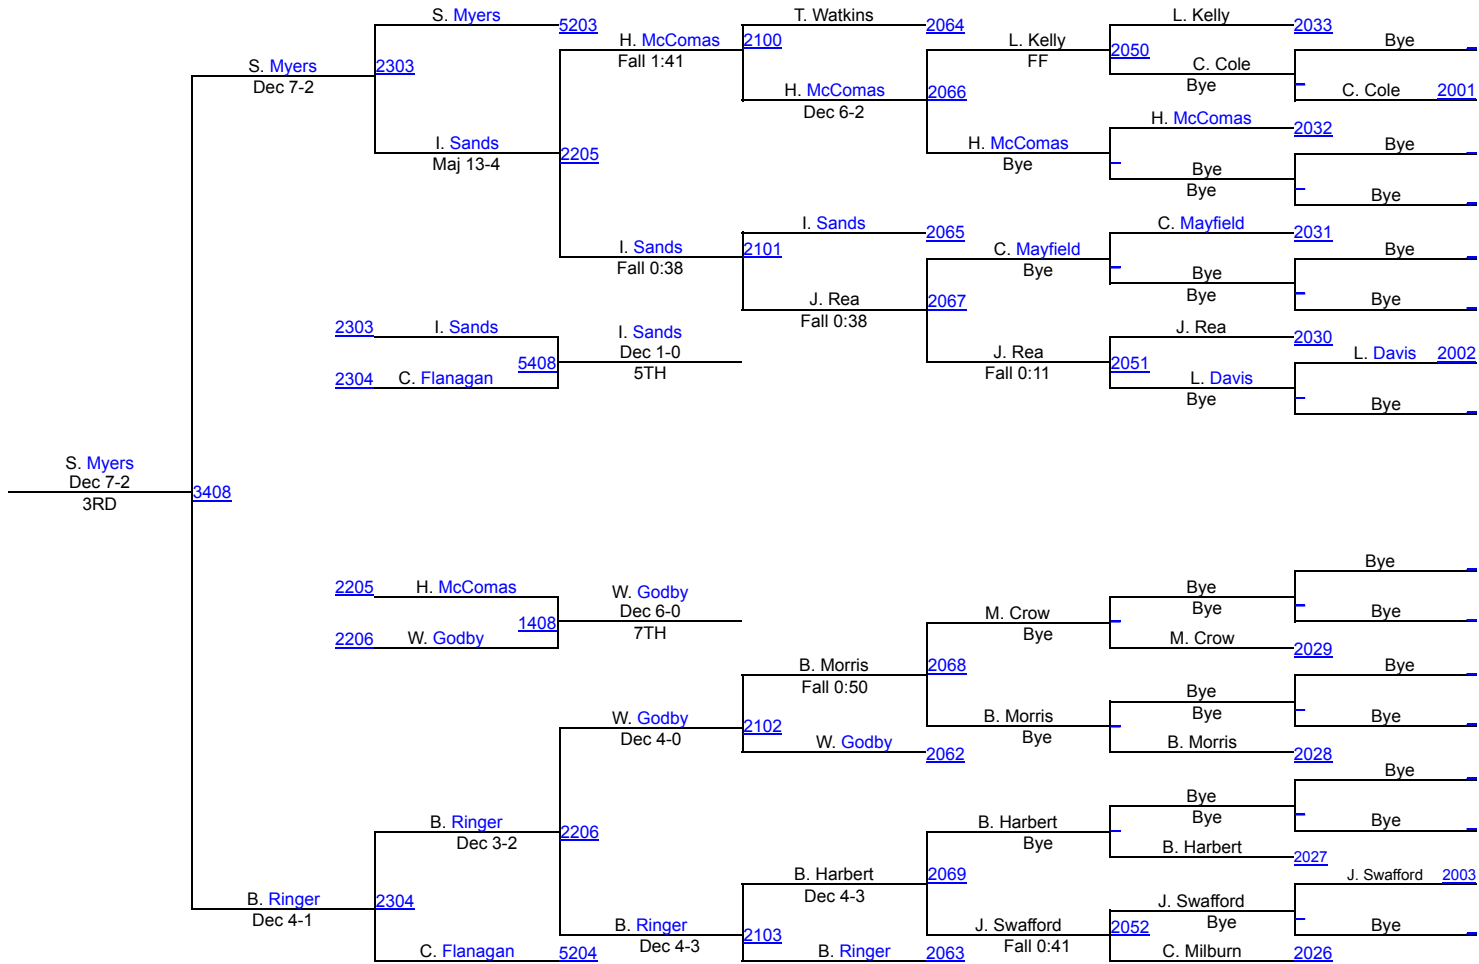 S. Myers 5203 T. Watkins 2064 L. Kelly 2033
H. McComas 2100 L. Kelly 2050 Bye
Fall 1:41 FF
S. Myers 2303 C. Cole
Dec 7-2 Bye
H. McComas 2066 C. Cole 2001
Dec 6-2
H. McComas 2032
I. Sands 2205 H. McComas Bye
Maj 13-4 Bye Bye
Bye Bye
I. Sands 2065 C. Mayfield 2031
I. Sands 2101 C. Mayfield Bye
Fall 0:38 Bye Bye
Bye
J. Rea 2067 Bye
Fall 0:38
2303 I. Sands I. Sands J. Rea 2030
5408 Dec 1-0 J. Rea 2051 L. Davis 2002
5TH Fall 0:11
2304 C. Flanagan L. Davis
Bye Bye
S. Myers
Dec 7-2
3408
3RD
Bye
2205 H. McComas W. Godby Bye
1408 Dec 6-0 M. Crow Bye Bye
7TH Bye
2206 W. Godby M. Crow 2029
B. Morris 2068 Bye
Fall 0:50 Bye
W. Godby 2102 B. Morris Bye Bye
Dec 4-0 Bye
W. Godby 2062 B. Morris 2028
Bye
Bye
B. Ringer 2206 B. Harbert Bye Bye
Dec 3-2 Bye
B. Harbert 2027
B. Harbert 2069 J. Swafford 2003
Dec 4-3
B. Ringer 2304 J. Swafford
Dec 4-1 Bye
B. Ringer 2103 J. Swafford 2052 Bye
Dec 4-3 Fall 0:41
C. Flanagan 5204 B. Ringer 2063 C. Milburn 2026